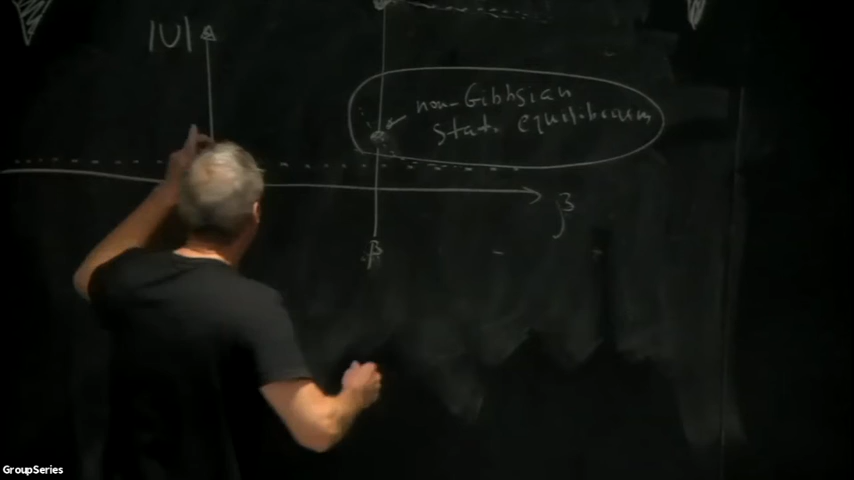 |U|
non-Gibbsian
stat. equilibrium
β
β
GroupSeries